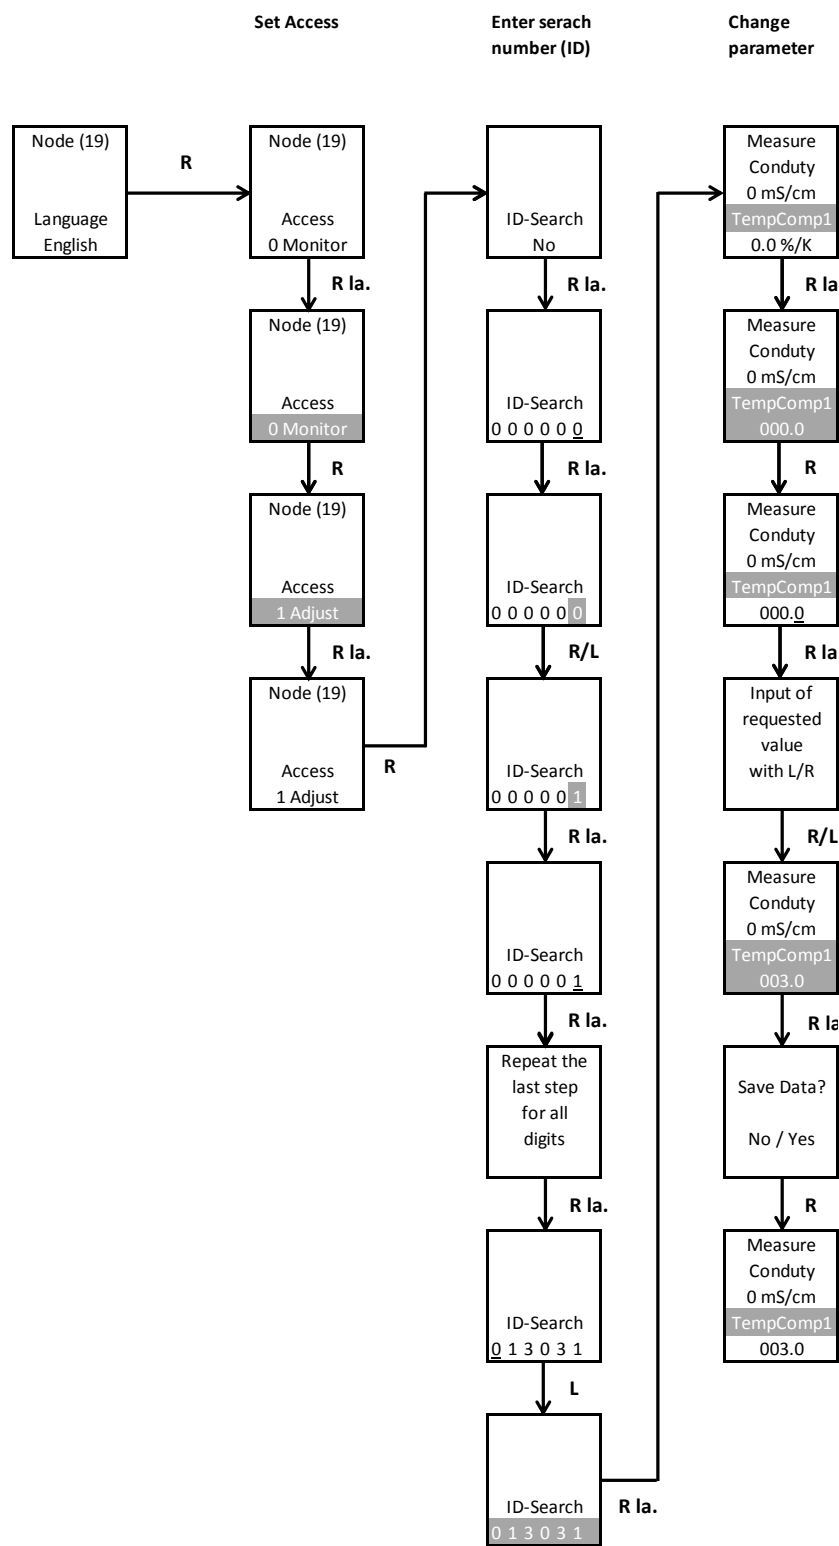 Set Access
Enter serach
number (ID)
Change
parameter
Node (19)
Language
English
R
Node (19)
Access
0 Monitor
R la.
Node (19)
Access
0 Monitor
R
Node (19)
Access
1 Adjust
R la.
Node (19)
Access
1 Adjust
R
ID-Search
No
R la.
ID-Search
0 0 0 0 0 0
R la.
ID-Search
0 0 0 0 0 0
R/L
ID-Search
0 0 0 0 0 1
R la.
ID-Search
0 0 0 0 0 1
R la.
Repeat the
last step
for all
digits
R la.
ID-Search
0 1 3 0 3 1
L
ID-Search
0 1 3 0 3 1
R la.
Measure
Conduty
0 mS/cm
TempComp1
0.0 %/K
R la
Measure
Conduty
0 mS/cm
TempComp1
000.0
R
Measure
Conduty
0 mS/cm
TempComp1
000.0
R la
Input of
requested
value
with L/R
R/L
Measure
Conduty
0 mS/cm
TempComp1
003.0
R la
Save Data?
No / Yes
R
Measure
Conduty
0 mS/cm
TempComp1
003.0